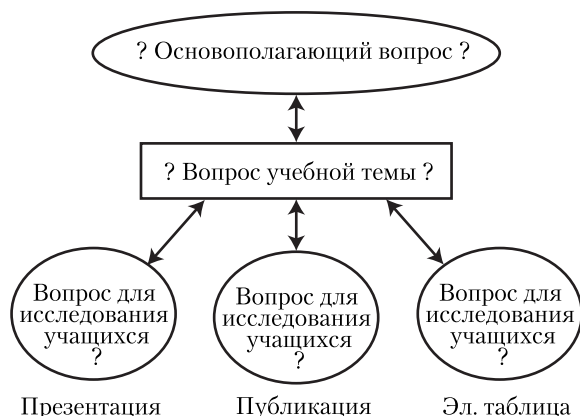 ? Основополагающий вопрос ?
? Вопрос учебной темы ?
Вопрос для
исследования
учащихся
?
Вопрос для
исследования
учащихся
?
Вопрос для
исследования
учащихся
?
Презентация
Публикация
Эл. таблица